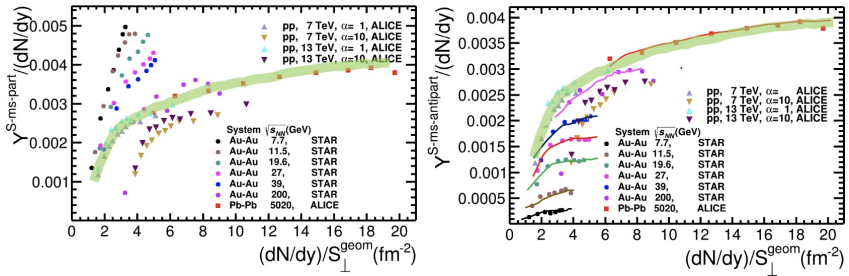 Y^{S-ms-part}/(dN/dy)
0.005
0.004
0.003
0.002
0.001
pp, 7 TeV, α= 1, ALICE
pp, 7 TeV, α=10, ALICE
pp, 13 TeV, α= 1, ALICE
pp, 13 TeV, α=10, ALICE
System √s_{NN}(GeV)
Au-Au 7.7, STAR
Au-Au 11.5, STAR
Au-Au 19.6, STAR
Au-Au 27, STAR
Au-Au 39, STAR
Au-Au 200, STAR
Pb-Pb 5020, ALICE
0 2 4 6 8 10 12 14 16 18 20
(dN/dy)/S_⊥^{geom}(fm^{-2})
Y^{S-ms-antipart}/(dN/dy)
0.004
0.0035
0.003
0.0025
0.002
0.0015
0.001
0.0005
pp, 7 TeV, α= ALICE
pp, 7 TeV, α=10, ALICE
pp, 13 TeV, α= ALICE
pp, 13 TeV, α=10, ALICE
System √s_{NN}(GeV)
Au-Au 7.7, STAR
Au-Au 11.5, STAR
Au-Au 19.6, STAR
Au-Au 27, STAR
Au-Au 39, STAR
Au-Au 200, STAR
Pb-Pb 5020, ALICE
0 2 4 6 8 10 12 14 16 18 20
(dN/dy)/S_⊥^{geom}(fm^{-2})